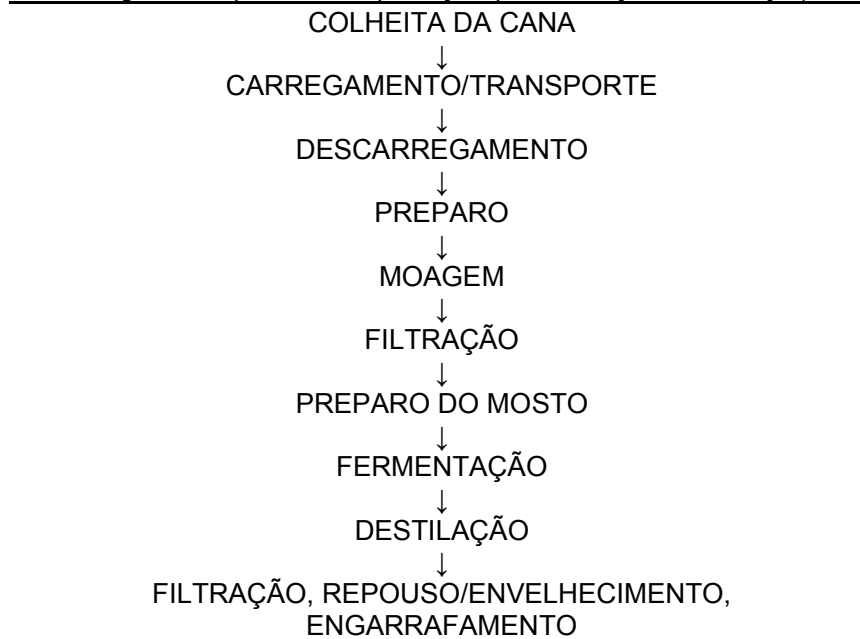 COLHEITA DA CANA
↓
CARREGAMENTO/TRANSPORTE
↓
DESCARREGAMENTO
↓
PREPARO
↓
MOAGEM
↓
FILTRAÇÃO
↓
PREPARO DO MOSTO
↓
FERMENTAÇÃO
↓
DESTILAÇÃO
↓
FILTRAÇÃO, REPOUSO/ENVELHECIMENTO,
ENGARRAFAMENTO